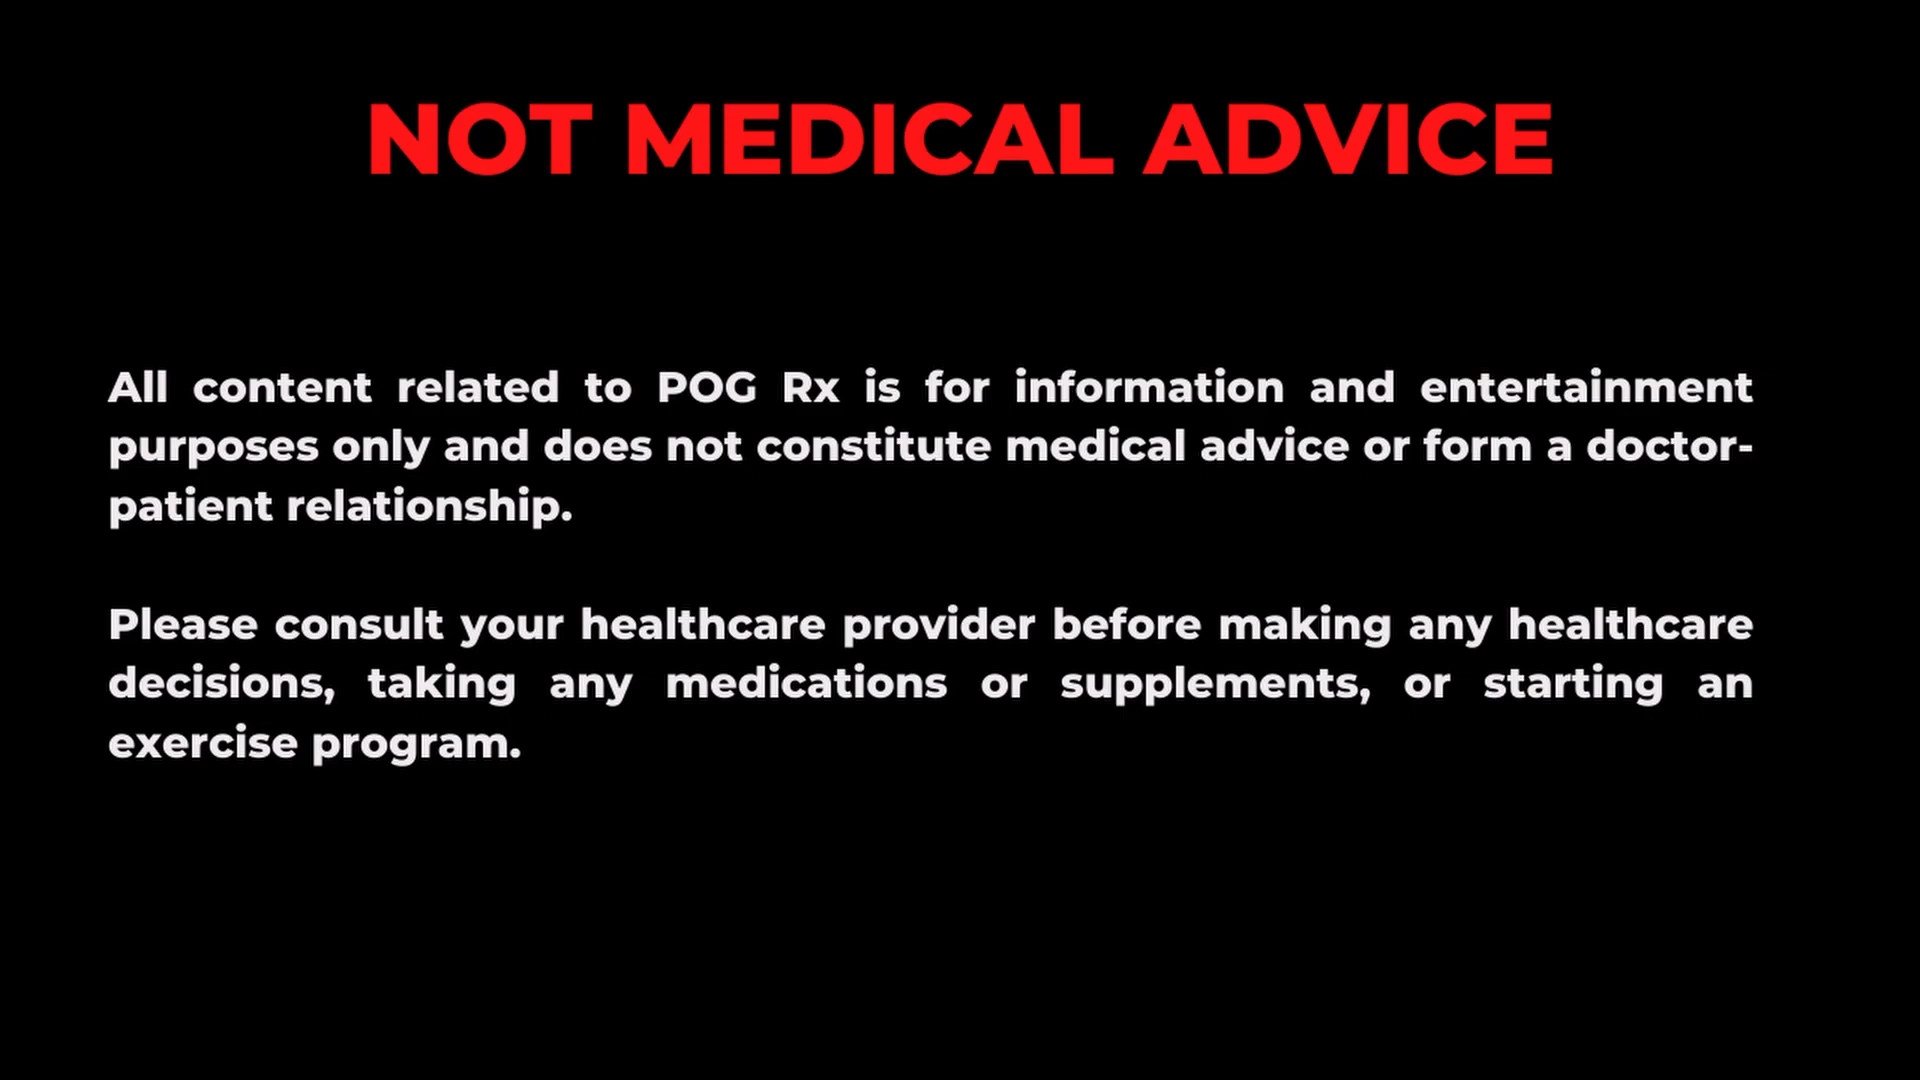 NOT MEDICAL ADVICE
All content related to POG Rx is for information and entertainment
purposes only and does not constitute medical advice or form a doctor-
patient relationship.
Please consult your healthcare provider before making any healthcare
decisions, taking any medications or supplements, or starting an
exercise program.